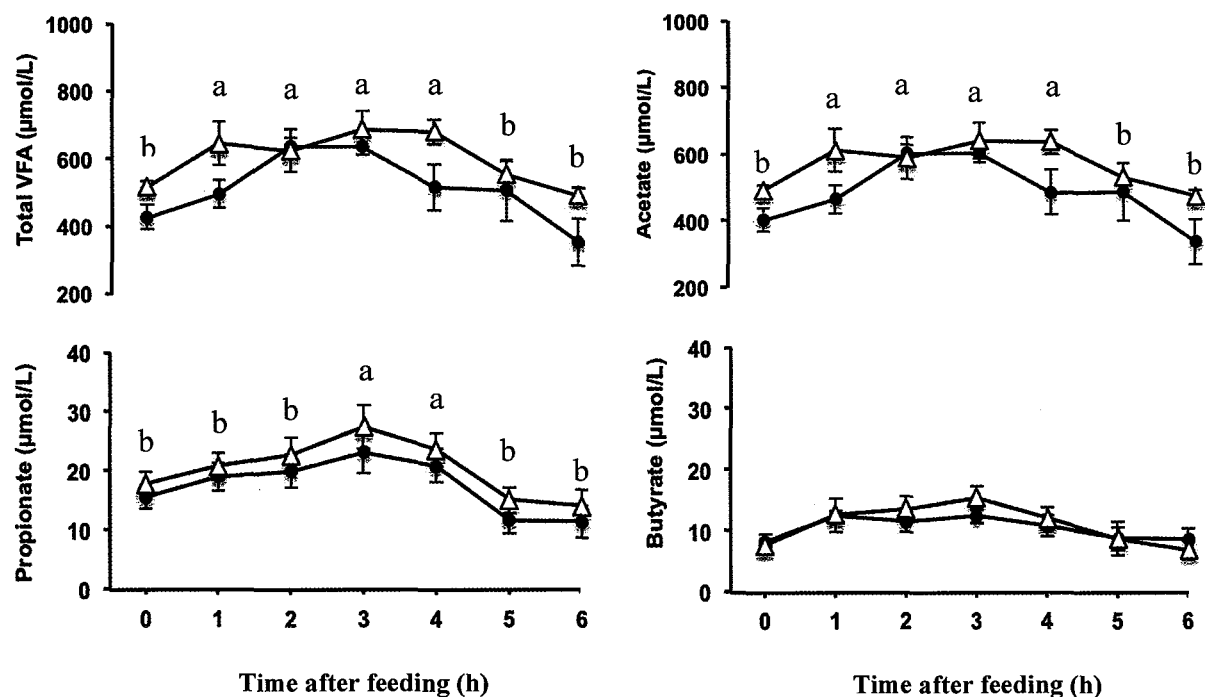 Total VFA (µmol/L)
1000
800
600
400
200
b a a a a b b
Acetate (µmol/L)
1000
800
600
400
200
b a a a a b b
Propionate (µmol/L)
40
30
20
10
0
b b b a a b b
0 1 2 3 4 5 6
Time after feeding (h)
Butyrate (µmol/L)
40
30
20
10
0
0 1 2 3 4 5 6
Time after feeding (h)